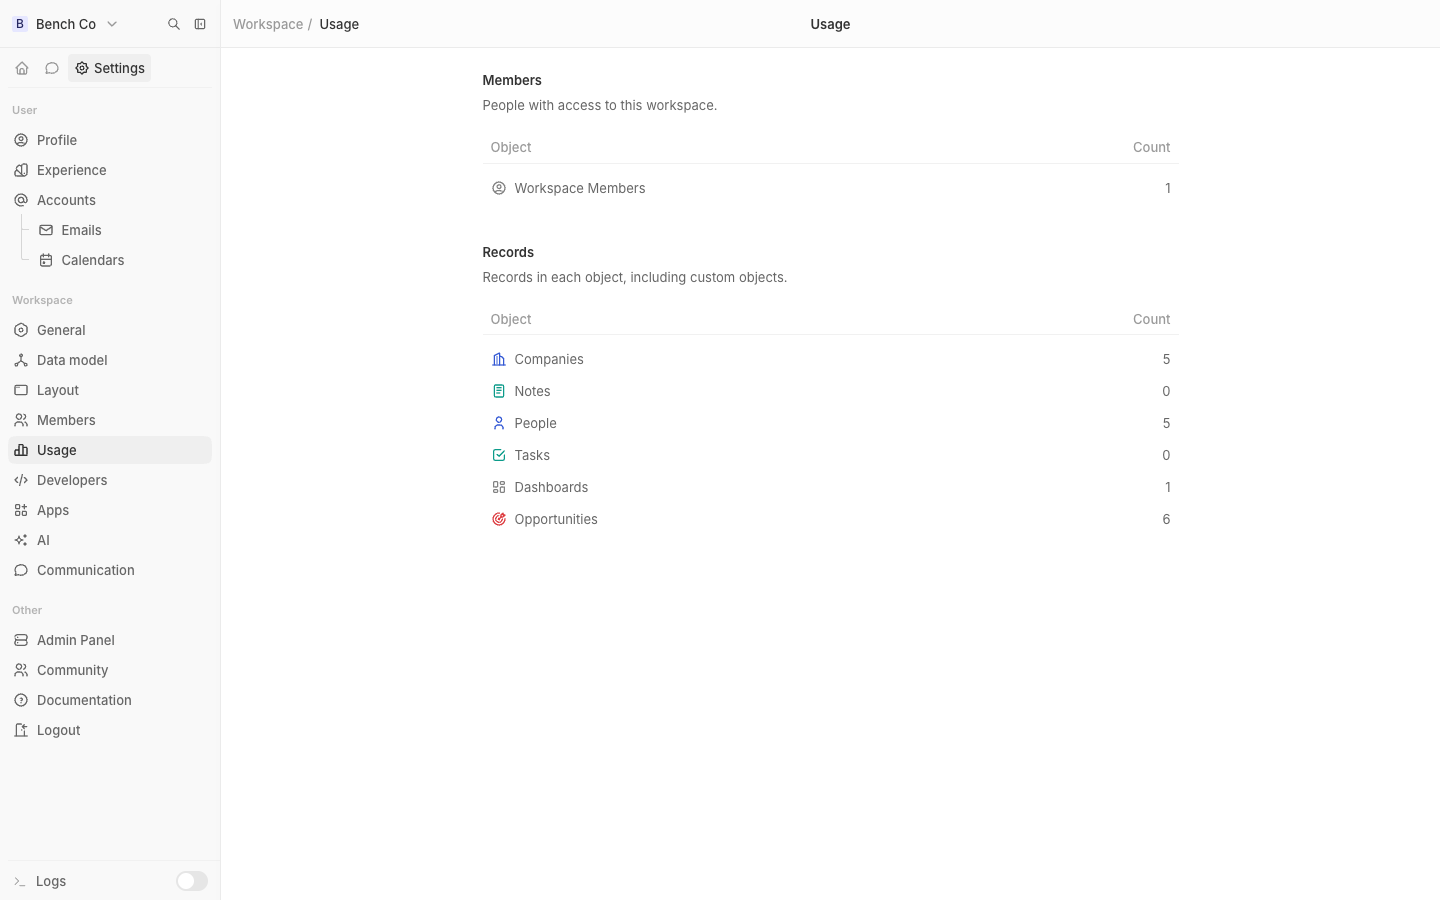 B Bench Co
Workspace / Usage
Usage
Settings
User
Profile
Experience
Accounts
Emails
Calendars
Workspace
General
Data model
Layout
Members
Usage
Developers
Apps
AI
Communication
Other
Admin Panel
Community
Documentation
Logout
Logs
Members
People with access to this workspace.
Object Count
Workspace Members 1
Records
Records in each object, including custom objects.
Object Count
Companies 5
Notes 0
People 5
Tasks 0
Dashboards 1
Opportunities 6